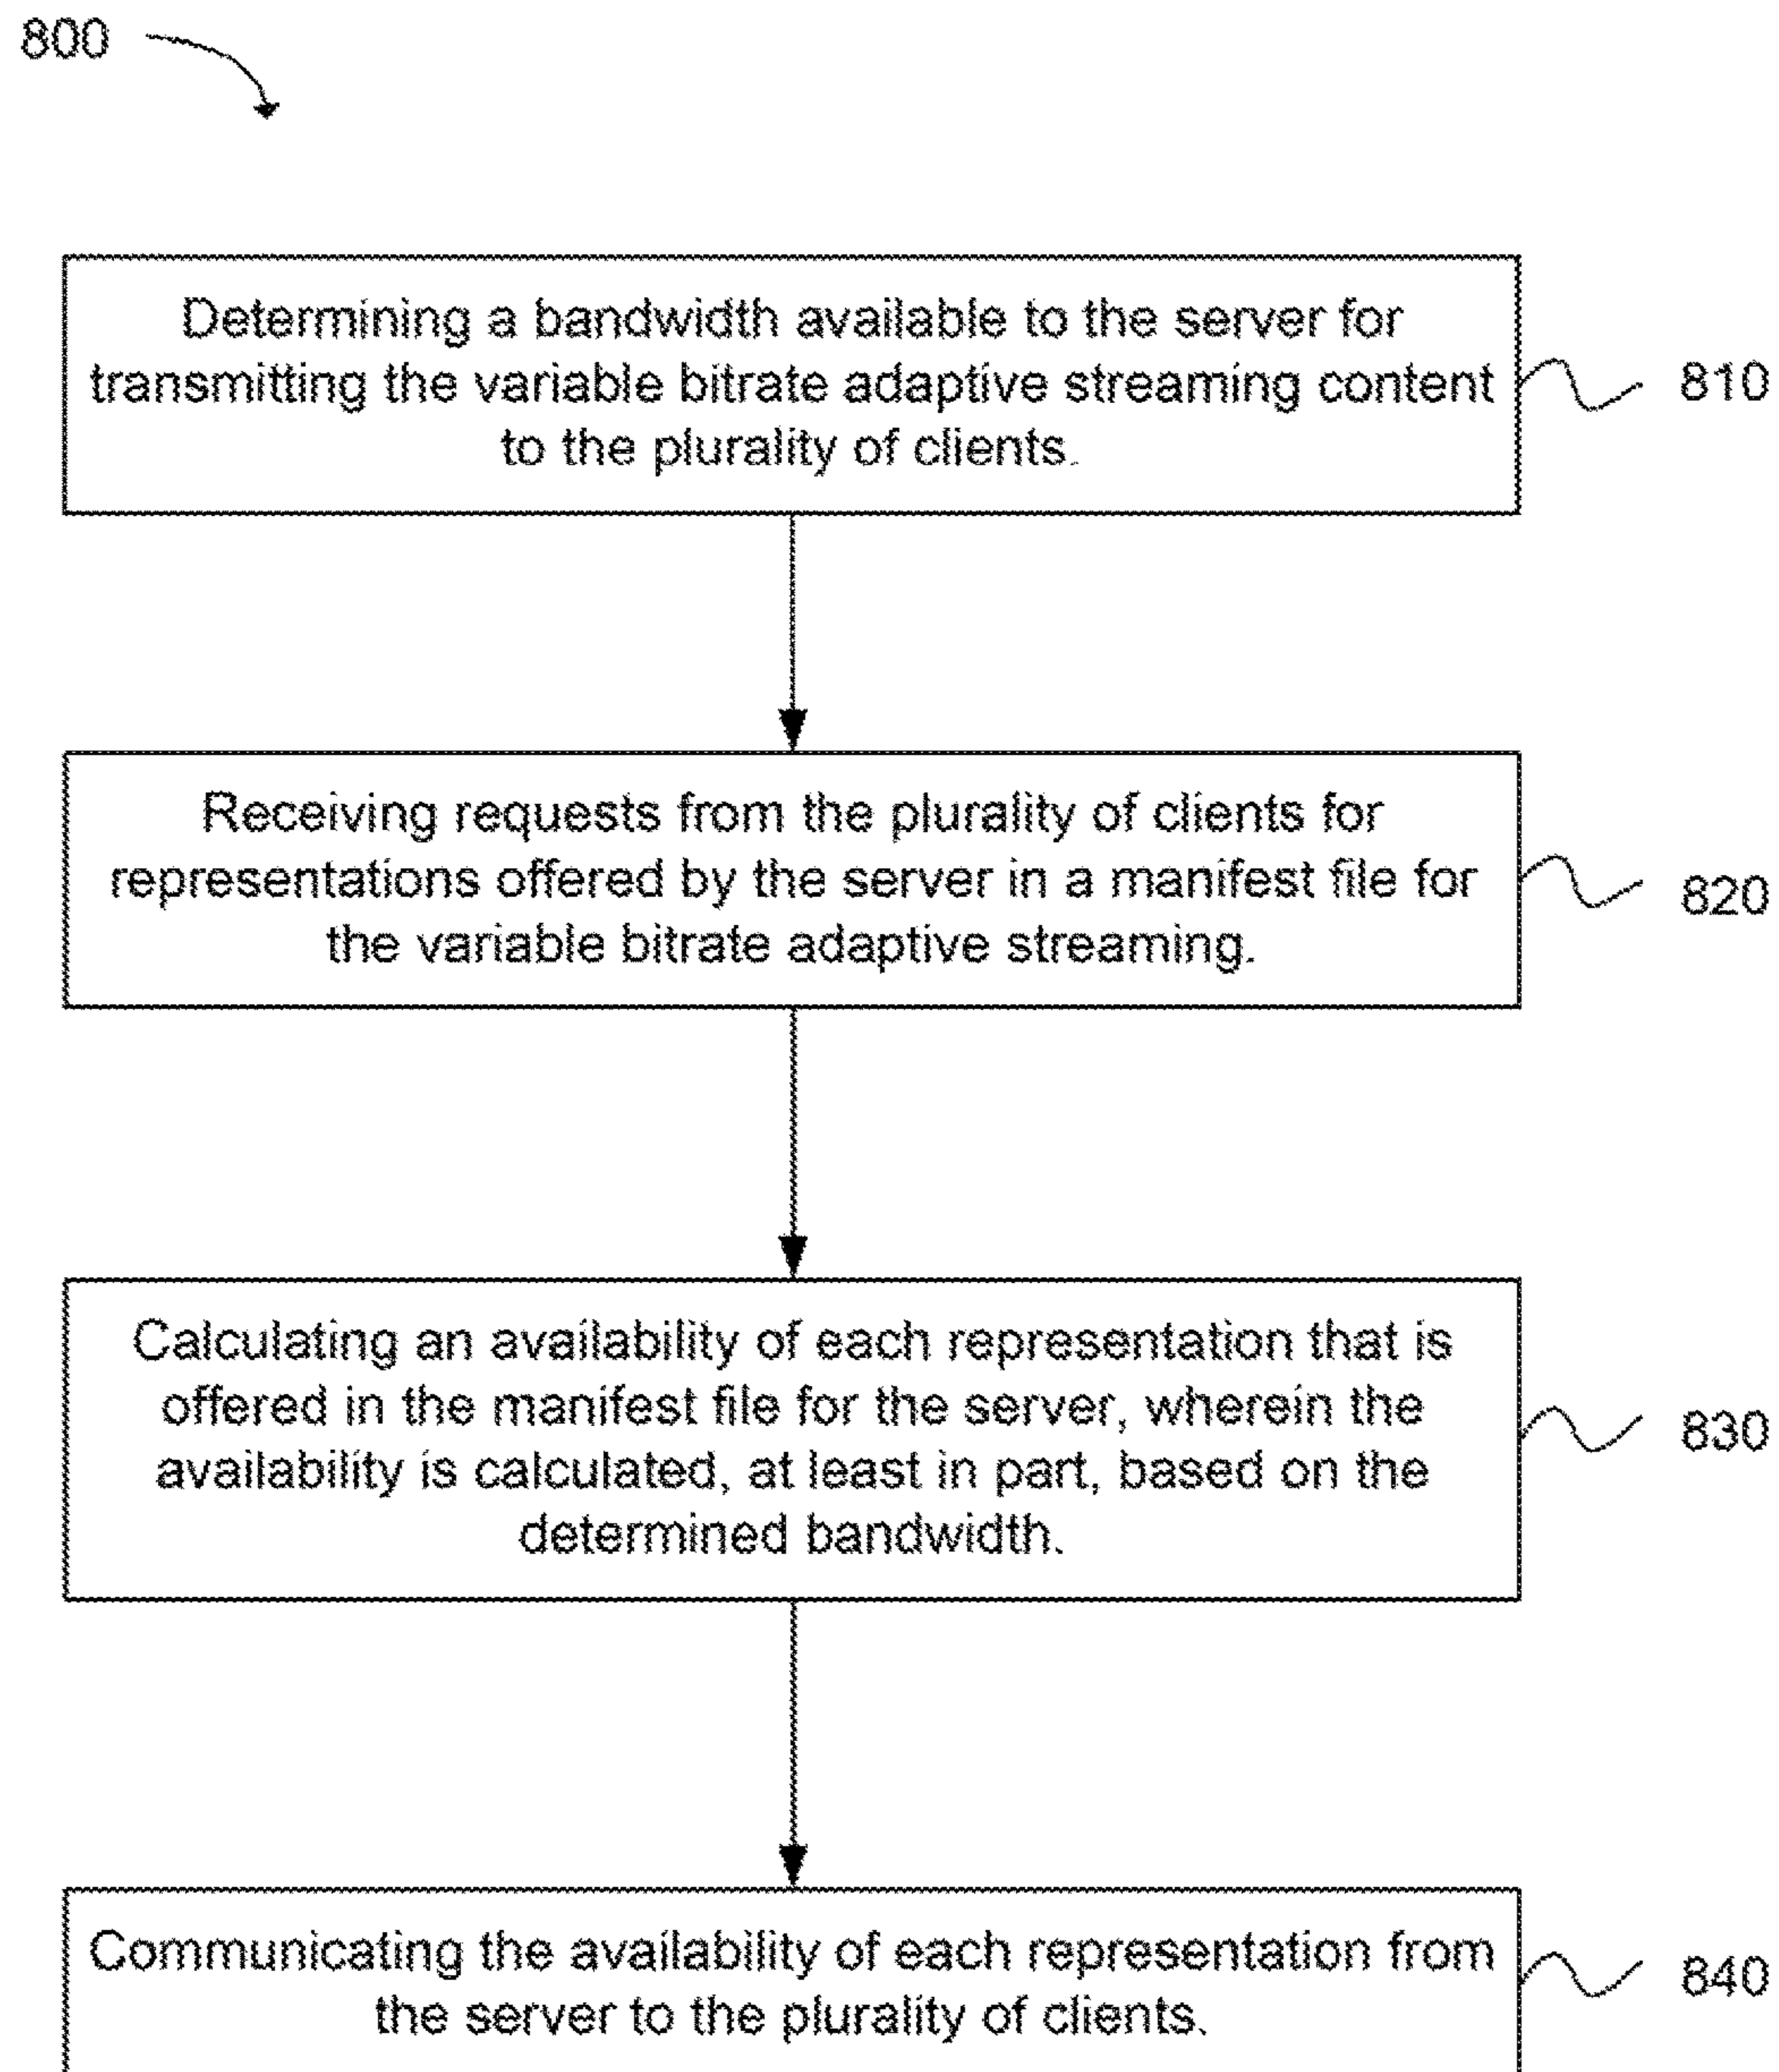 800
Determining a bandwidth available to the server for
transmitting the variable bitrate adaptive streaming content
to the plurality of clients.
810
Receiving requests from the plurality of clients for
representations offered by the server in a manifest file for
the variable bitrate adaptive streaming.
820
Calculating an availability of each representation that is
offered in the manifest file for the server, wherein the
availability is calculated, at least in part, based on the
determined bandwidth.
830
Communicating the availability of each representation from
the server to the plurality of clients.
840